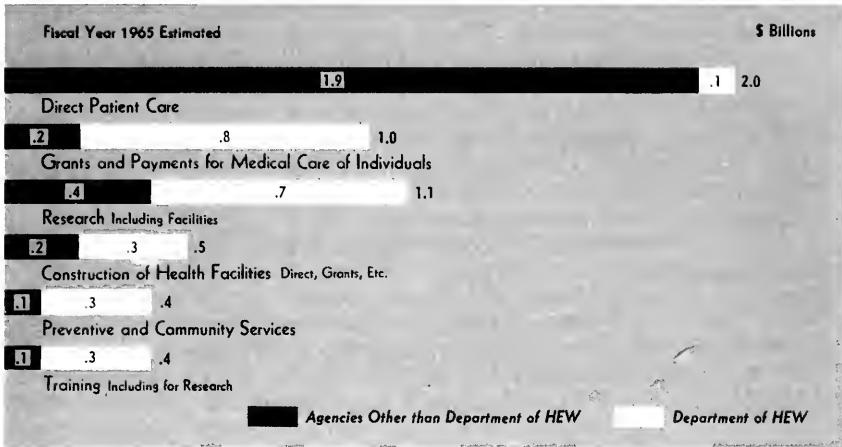 Fiscal Year 1965 Estimated $ Billions
1.9 .1 2.0
Direct Patient Care
.2 .8 1.0
Grants and Payments for Medical Care of Individuals
.4 .7 1.1
Research Including Facilities
.2 .3 .5
Construction of Health Facilities Direct, Grants, Etc.
.1 .3 .4
Preventive and Community Services
.1 .3 .4
Training Including for Research
Agencies Other than Department of HEW Department of HEW